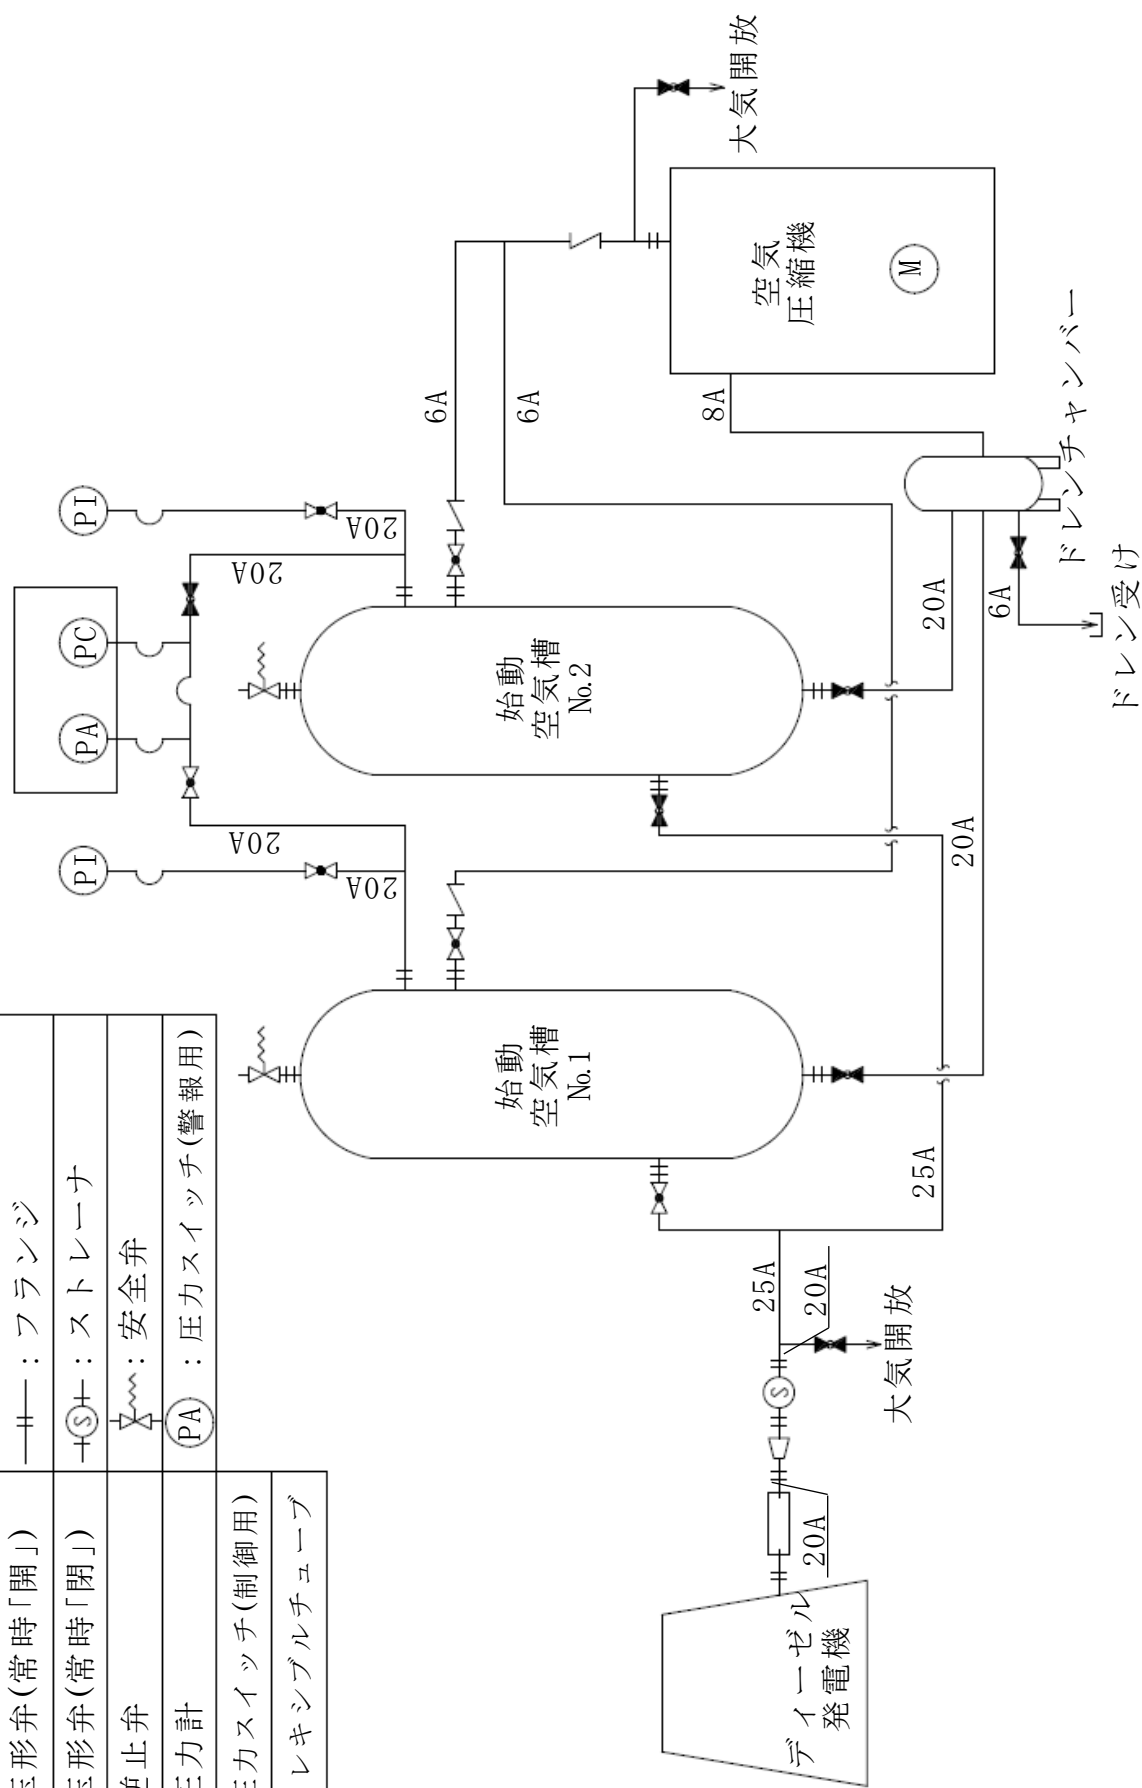 PI
PA
PC
PI
20A
20A
20A
20A
6A
6A
8A
20A
6A
20A
25A
25A
20A
20A
始動
空気槽
No.1
始動
空気槽
No.2
空気
圧縮機
M
大気開放
ドレンチャンバー
ドレン受け
大気開放
S
ディーゼル
発電機
形弁(常時「開」)
：フランジ
形弁(常時「閉」)
S：ストレーナ
止弁
：安全弁
力計
PA：圧力スイッチ(警報用)
力スイッチ(制御用)
レキシブルチューブ